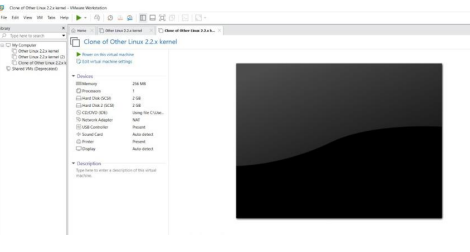 Clone of Other Linux 2.2.x kernel - VMware Workstation
File Edit View VM Tabs Help
Library
Type here to search
My Computer
Other Linux 2.2.x kernel
Other Linux 2.2.x kernel (2)
Clone of Other Linux 2.2.x k
Shared VMs (Deprecated)
Home
Other Linux 2.2.x kernel
Clone of Other Linux 2.2.x k...
Clone of Other Linux 2.2.x kernel
Power on this virtual machine
Edit virtual machine settings
Devices
Memory 256 MB
Processors 1
Hard Disk (SCSI) 2 GB
Hard Disk 2 (SCSI) 2 GB
CD/DVD (IDE) Using file C:\Use...
Network Adapter NAT
USB Controller Present
Sound Card Auto detect
Printer Present
Display Auto detect
Description
Type here to enter a description of this virtual
machine.